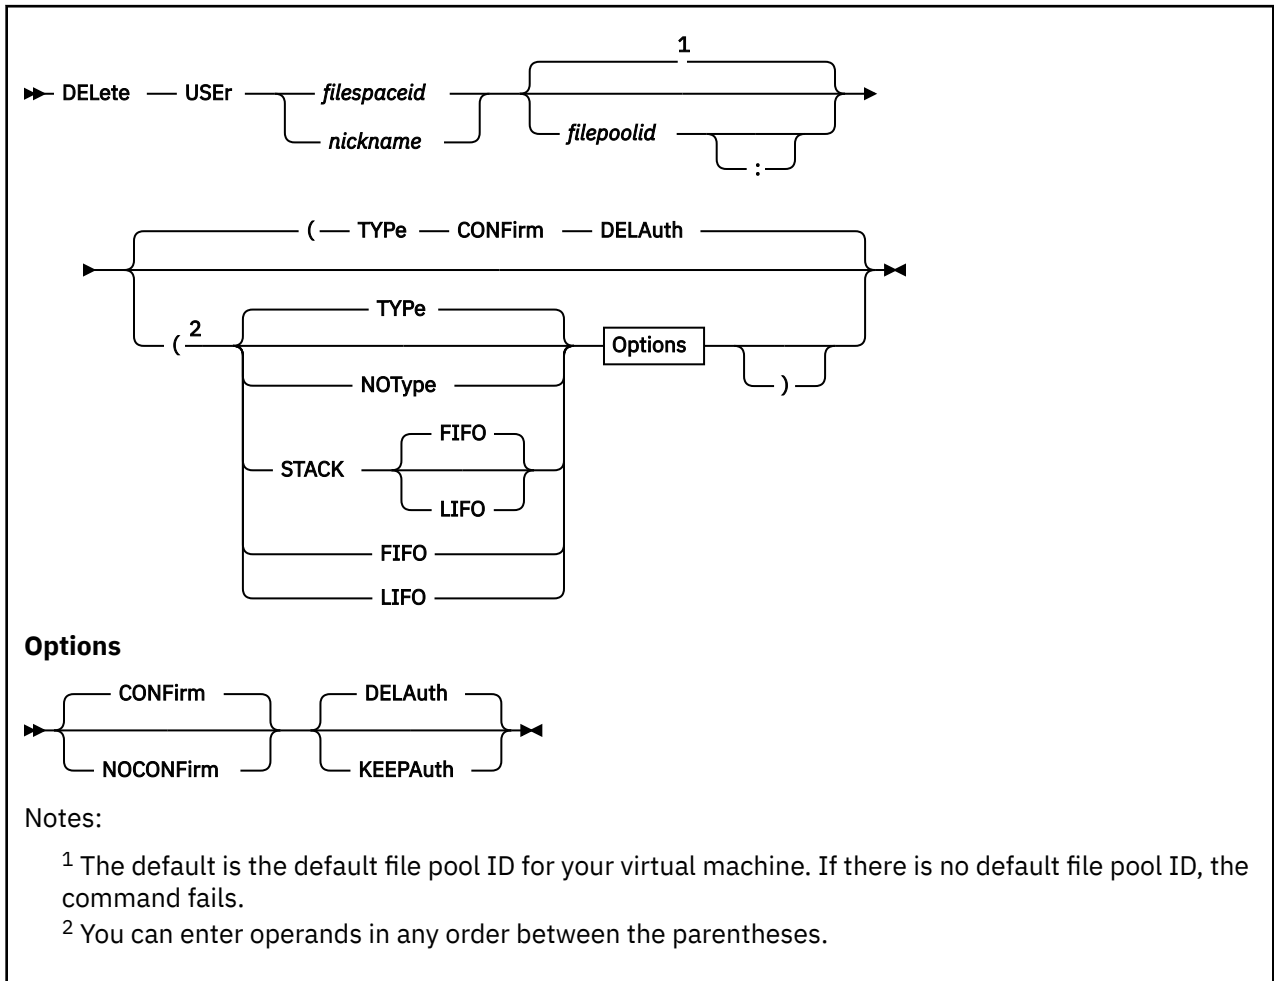 1
DELete USEr filespaceid
nickname filepoolid
:
( TYPe CONFirm DELAuth
TYPe
( 2 Options
NOType )
FIFO
STACK
LIFO
FIFO
LIFO
Options
CONFirm DELAuth
NOCONFirm KEEPAuth
Notes:
1 The default is the default file pool ID for your virtual machine. If there is no default file pool ID, the
command fails.
2 You can enter operands in any order between the parentheses.